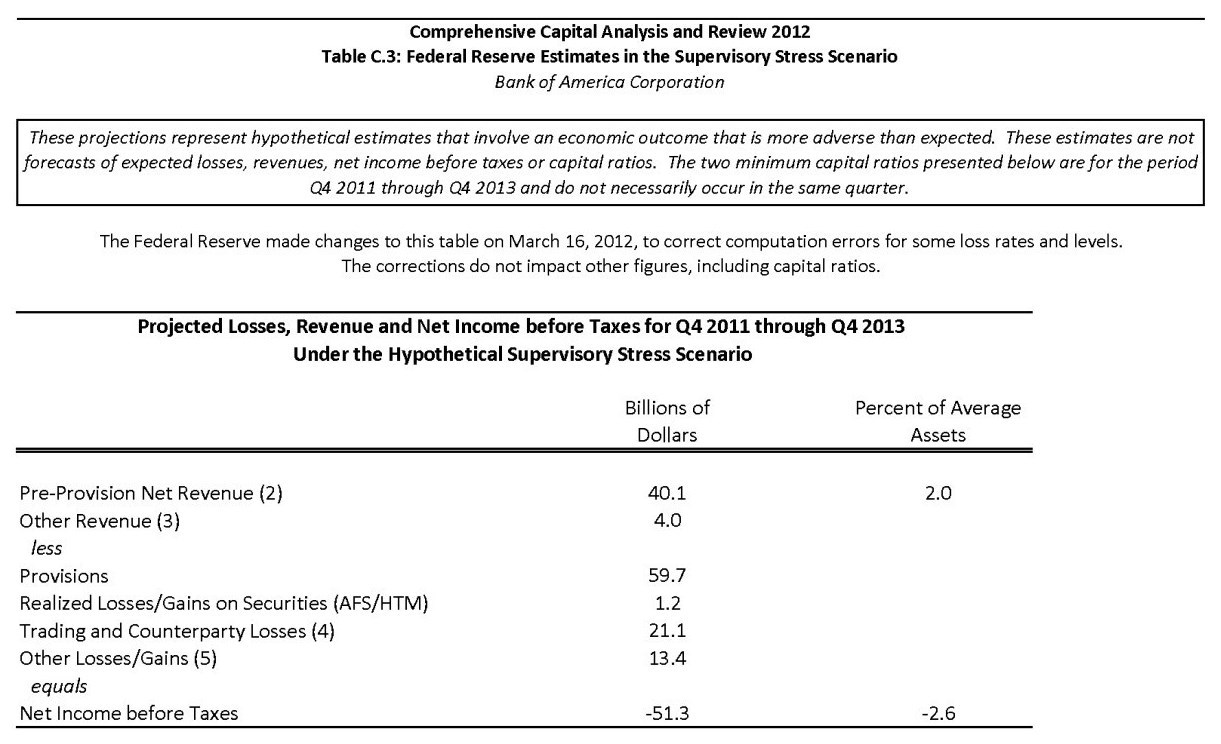 Comprehensive Capital Analysis and Review 2012
Table C.3: Federal Reserve Estimates in the Supervisory Stress Scenario
Bank of America Corporation
These projections represent hypothetical estimates that involve an economic outcome that is more adverse than expected. These estimates are not
forecasts of expected losses, revenues, net income before taxes or capital ratios. The two minimum capital ratios presented below are for the period
Q4 2011 through Q4 2013 and do not necessarily occur in the same quarter.
The Federal Reserve made changes to this table on March 16, 2012, to correct computation errors for some loss rates and levels.
The corrections do not impact other figures, including capital ratios.
Projected Losses, Revenue and Net Income before Taxes for Q4 2011 through Q4 2013
Under the Hypothetical Supervisory Stress Scenario
Billions of Percent of Average
Dollars Assets
Pre-Provision Net Revenue (2) 40.1 2.0
Other Revenue (3) 4.0
less
Provisions 59.7
Realized Losses/Gains on Securities (AFS/HTM) 1.2
Trading and Counterparty Losses (4) 21.1
Other Losses/Gains (5) 13.4
equals
Net Income before Taxes -51.3 -2.6